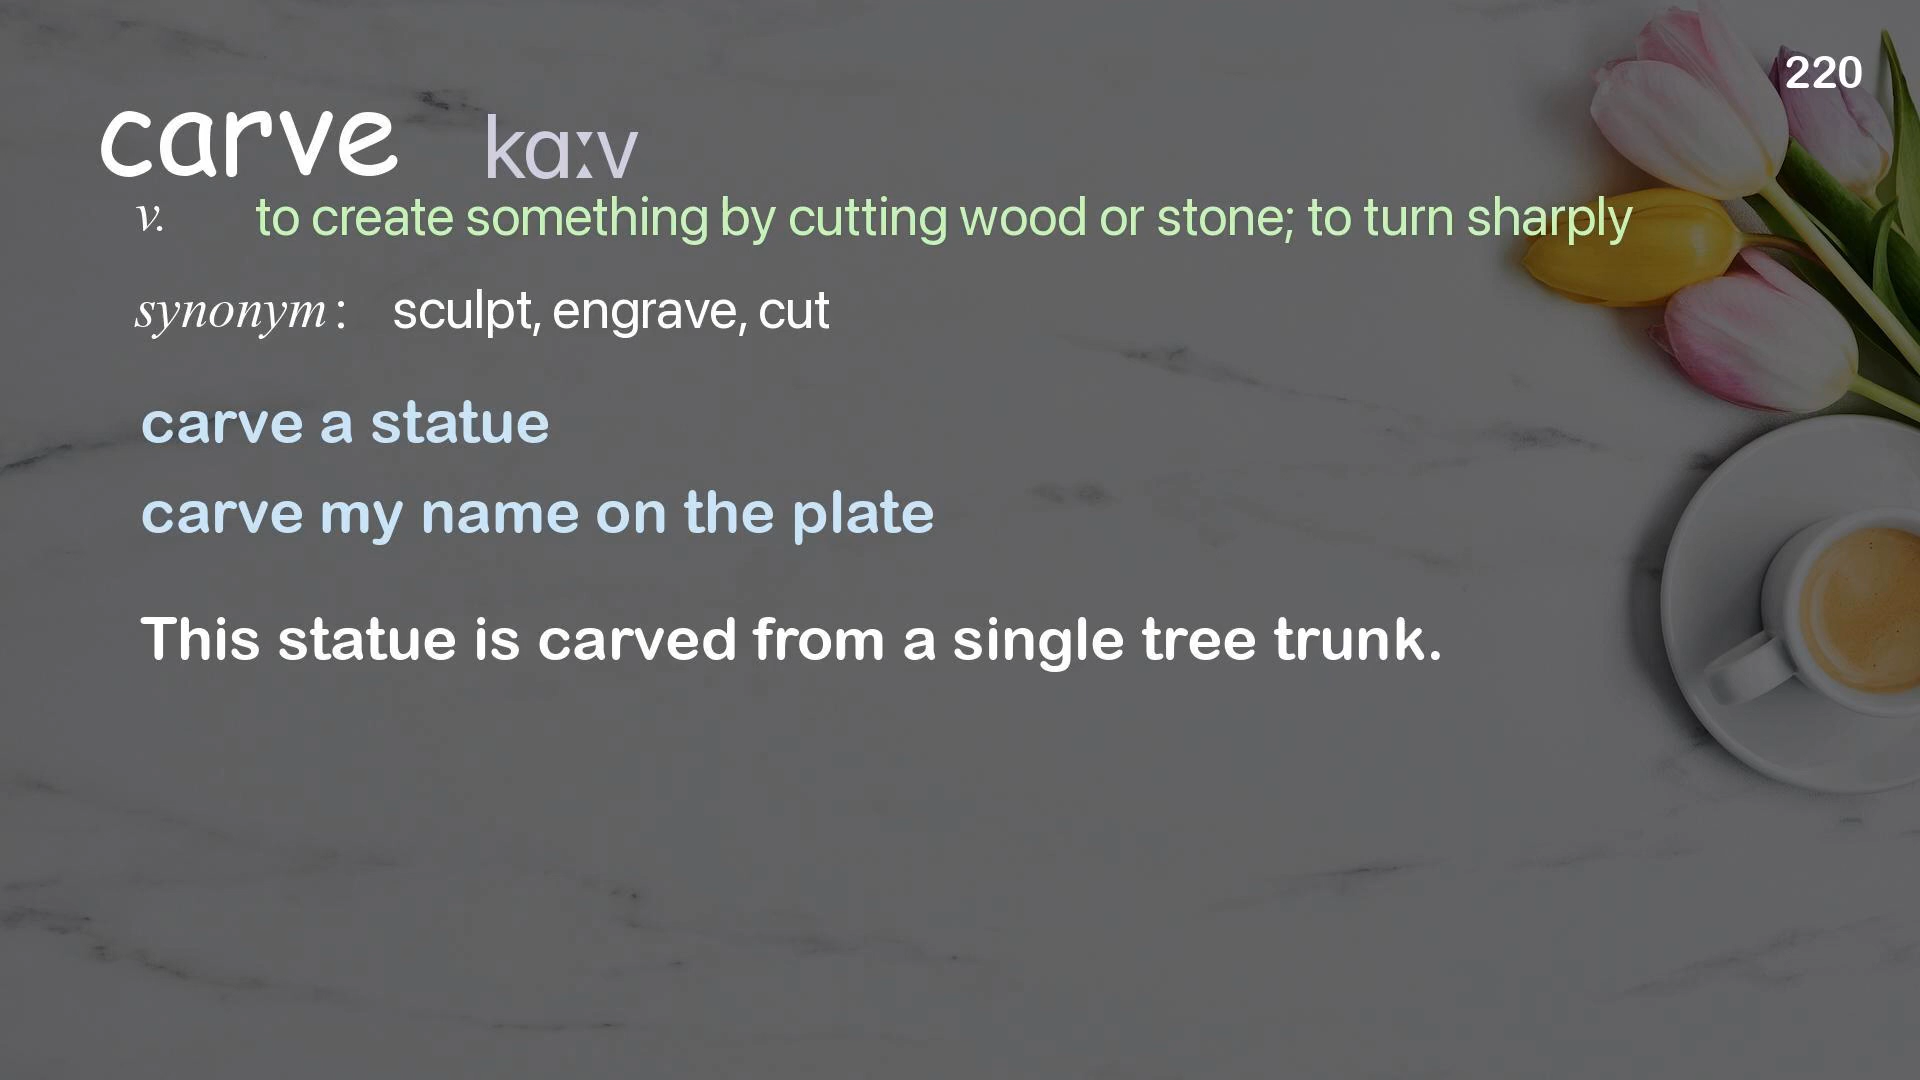 220
carve kɑːv
v. to create something by cutting wood or stone; to turn sharply
synonym: sculpt, engrave, cut
carve a statue
carve my name on the plate
This statue is carved from a single tree trunk.